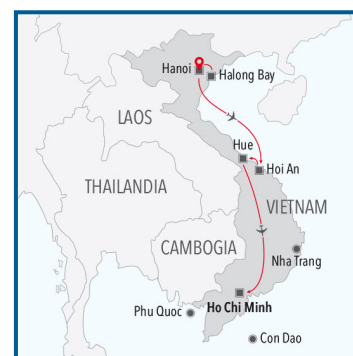 Hanoi
Halong Bay
LAOS
Hue
Hoi An
THAILANDIA
VIETNAM
CAMBOGIA
Nha Trang
Ho Chi Minh
Phu Quoc
Con Dao